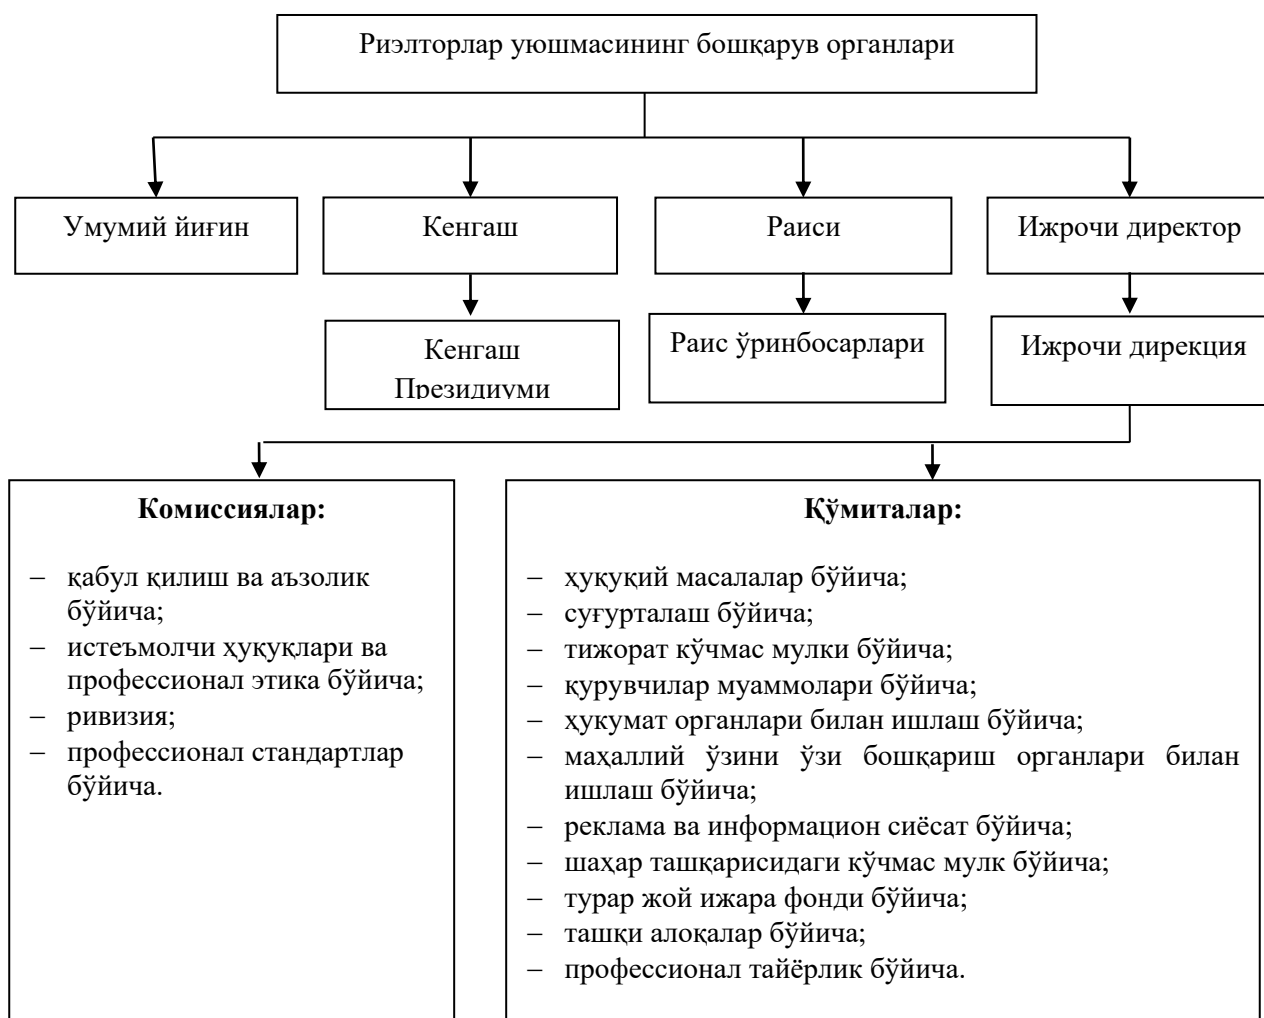 Риэлторлар уюшмасининг бошқарув органлари
Умумий йиғин
Кенгаш
Раиси
Ижрочи директор
Кенгаш
Президиуми
Раис ўринбосарлари
Ижрочи дирекция
Комиссиялар:
– қабул қилиш ва аъзолик
бўйича;
– истеъмолчи ҳуқуқлари ва
профессионал этика бўйича;
– ривизия;
– профессионал стандартлар
бўйича.
Қўмиталар:
– ҳуқуқий масалалар бўйича;
– суғурталаш бўйича;
– тижорат кўчмас мулки бўйича;
– қурувчилар муаммолари бўйича;
– ҳукумат органлари билан ишлаш бўйича;
– маҳаллий ўзини ўзи бошқариш органлари билан
ишлаш бўйича;
– реклама ва информацион сиёсат бўйича;
– шаҳар ташқарисидаги кўчмас мулк бўйича;
– турар жой ижара фонди бўйича;
– ташқи алоқалар бўйича;
– профессионал тайёрлик бўйича.